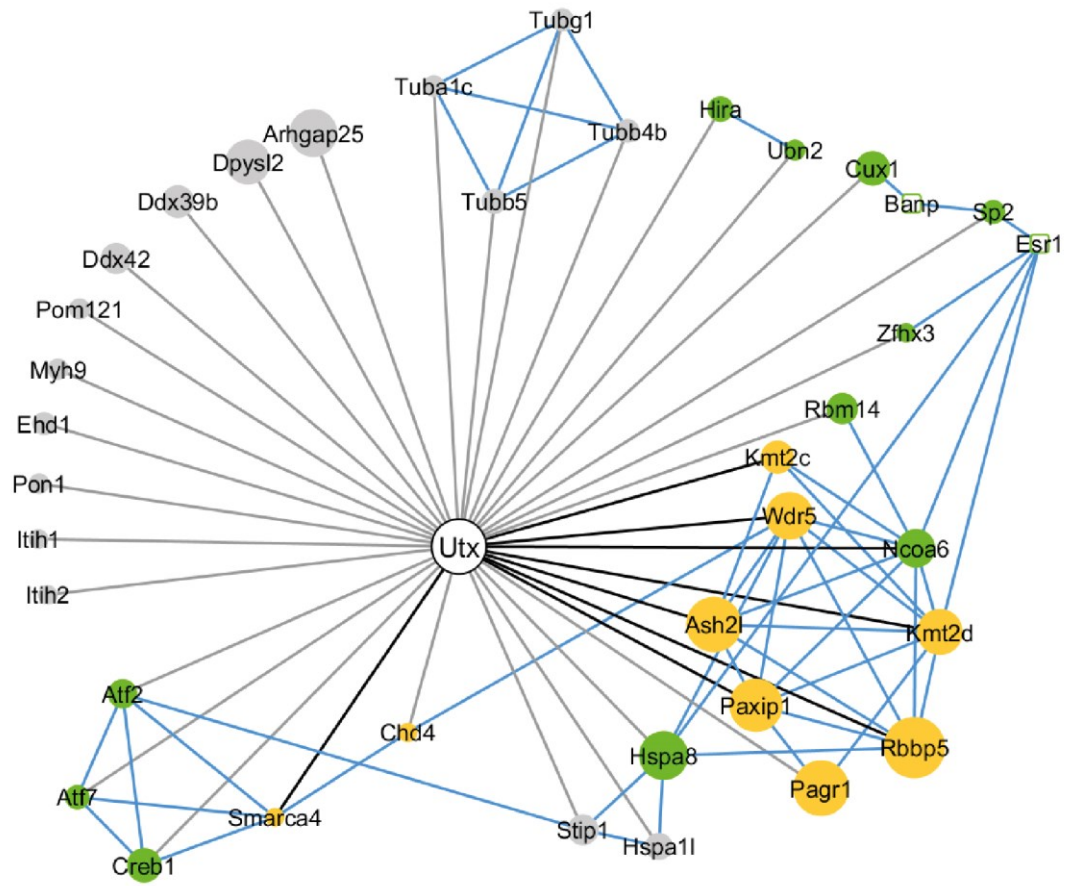 Tubg1
Tuba1c
Hira
Arhgap25
Tubb4b
Ubn2
Dpysl2
Cux1
Ddx39b
Tubb5
Banp
Sp2
Esr1
Ddx42
Pom121
Zfhx3
Myh9
Rbm14
Ehd1
Kmt2c
Pon1
Wdr5
Itih1
Utx
Ncoa6
Itih2
Ash2l
Kmt2d
Atf2
Paxip1
Chd4
Rbbp5
Hspa8
Atf7
Pagr1
Smarca4
Stip1
Hspa1l
Creb1